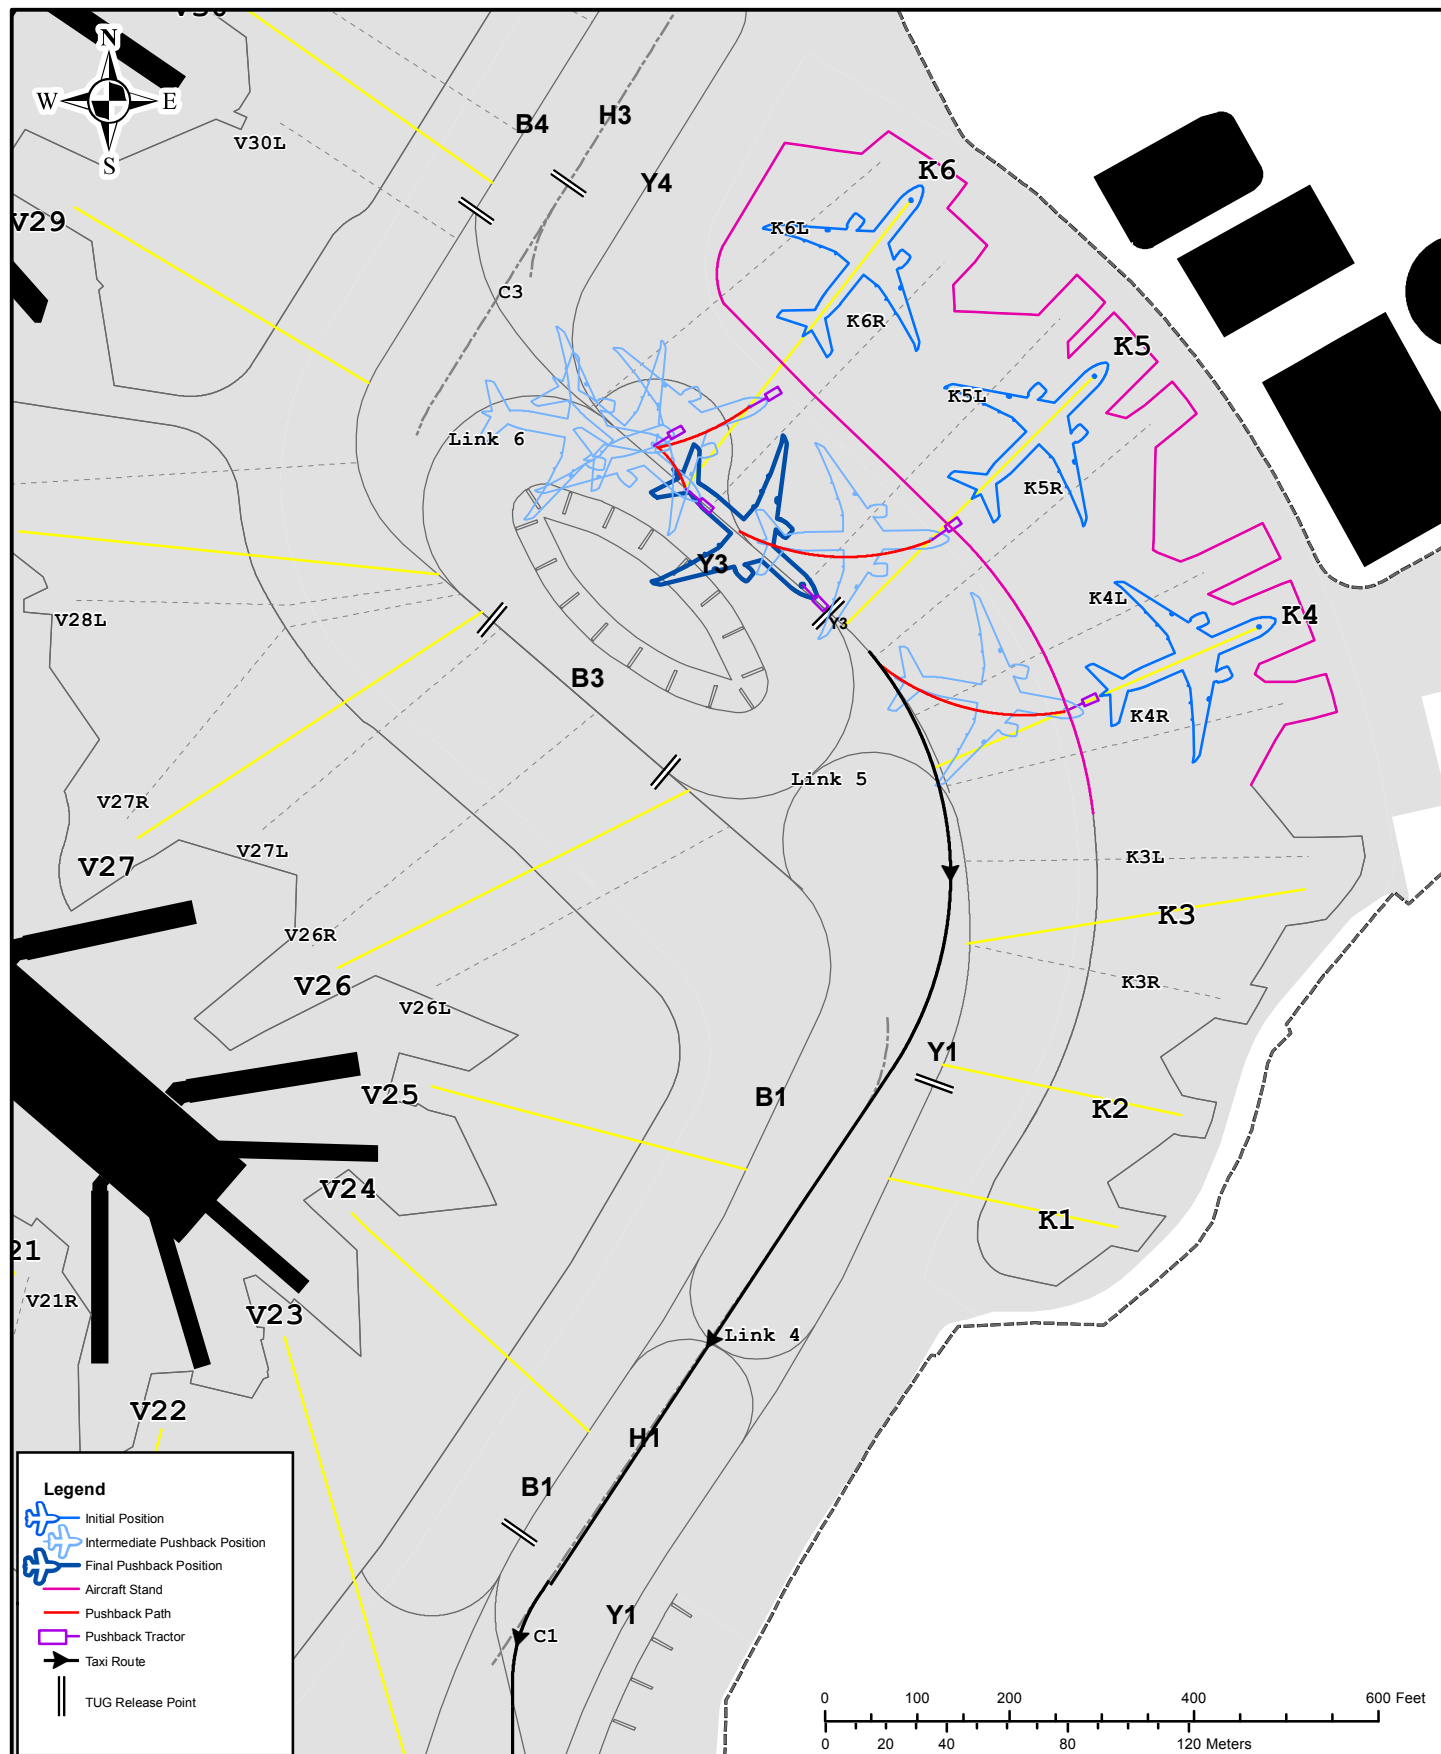 V30
N
W E
S
B4
H3
V30L
Y4
K6
V29
K6L
C3
K6R
K5
K5L
Link 6
K5R
Y3
K4L
K4
V28L
Y3
B3
K4R
Link 5
V27R
V27L
V27
K3L
K3
V26R
V26
K3R
V26L
Y1
V25
B1
K2
V24
K1
21
V21R
V23
Link 4
V22
H1
B1
Y1
C1
Legend
Initial Position
Intermediate Pushback Position
Final Pushback Position
Aircraft Stand
Pushback Path
Pushback Tractor
Taxi Route
TUG Release Point
0 100 200 400 600 Feet
0 20 40 80 120 Meters